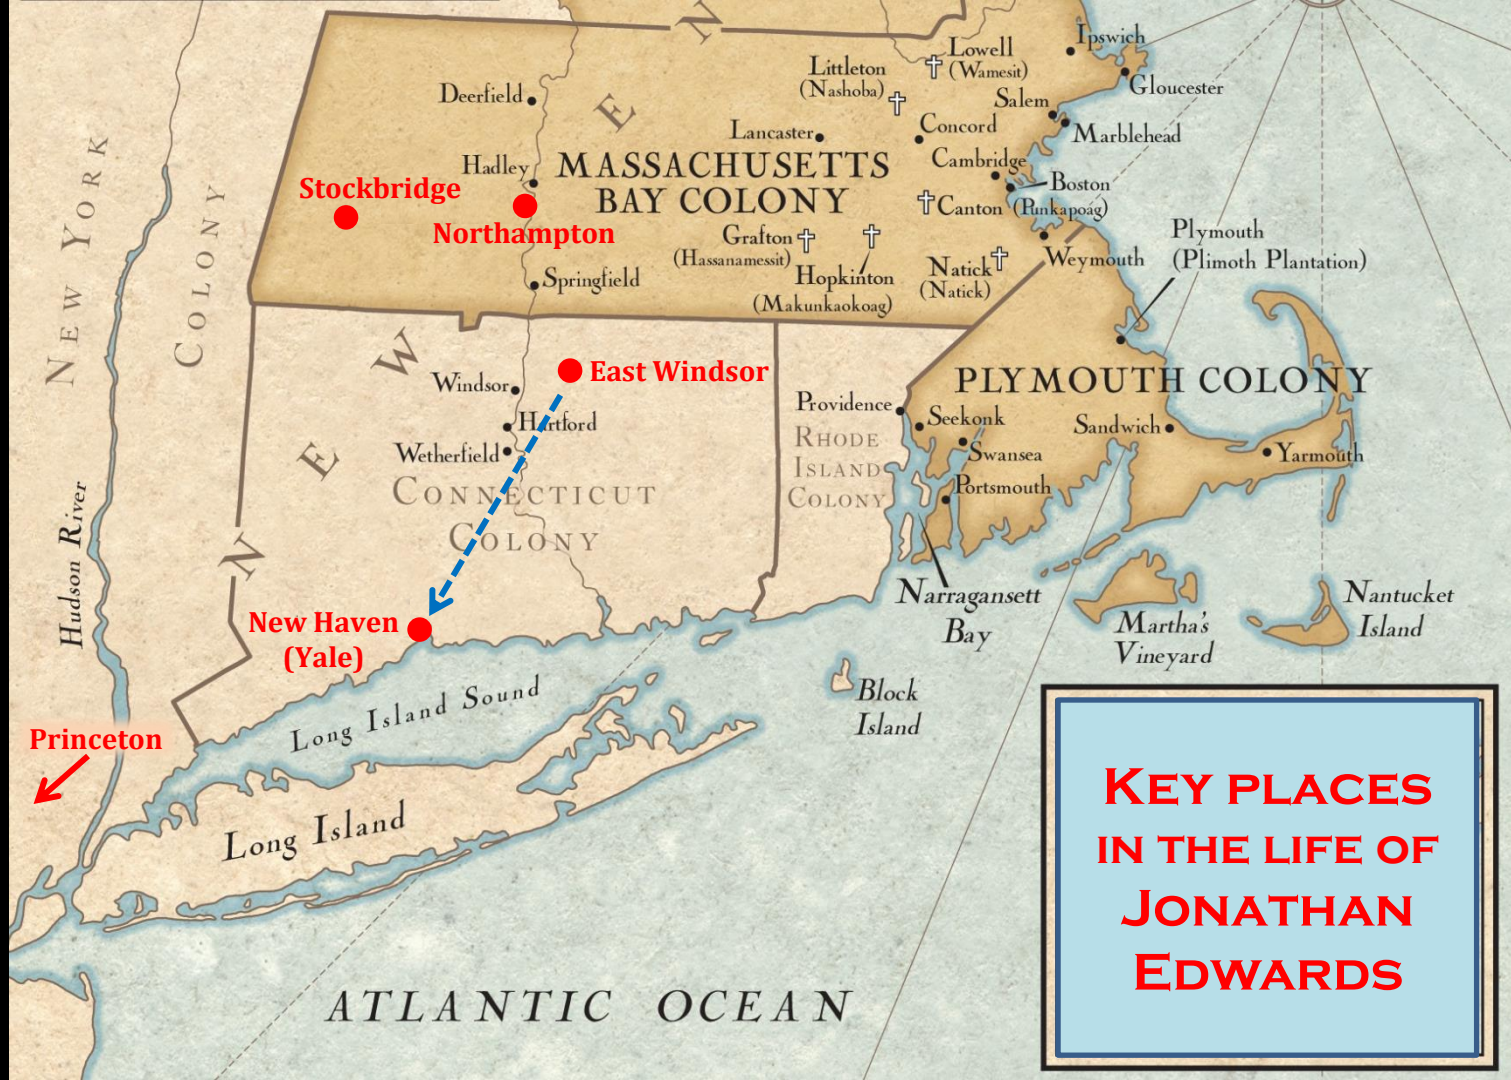 NEW ENGLAND
Ipswich
Lowell
(Wamesit)
Littleton
(Nashoba)
Gloucester
Deerfield
Salem
Marblehead
Concord
Lancaster
Cambridge
Hadley
MASSACHUSETTS
BAY COLONY
Boston
Stockbridge
Northampton
Canton (Punkapoag)
Grafton
(Hassanamessit)
Hopkinton
(Makunkaokoag)
Natick
(Natick)
Weymouth
Plymouth
(Plimoth Plantation)
Springfield
NEW YORK
COLONY
East Windsor
Windsor
Hartford
Wetherfield
CONNECTICUT
COLONY
PLYMOUTH COLONY
Providence
Seekonk
RHODE
ISLAND
COLONY
Swansea
Sandwich
Yarmouth
Portsmouth
Hudson River
Narragansett
Bay
Martha's
Vineyard
Nantucket
Island
New Haven
(Yale)
Block
Island
Long Island Sound
Princeton
Long Island
ATLANTIC OCEAN
KEY PLACES
IN THE LIFE OF
JONATHAN
EDWARDS